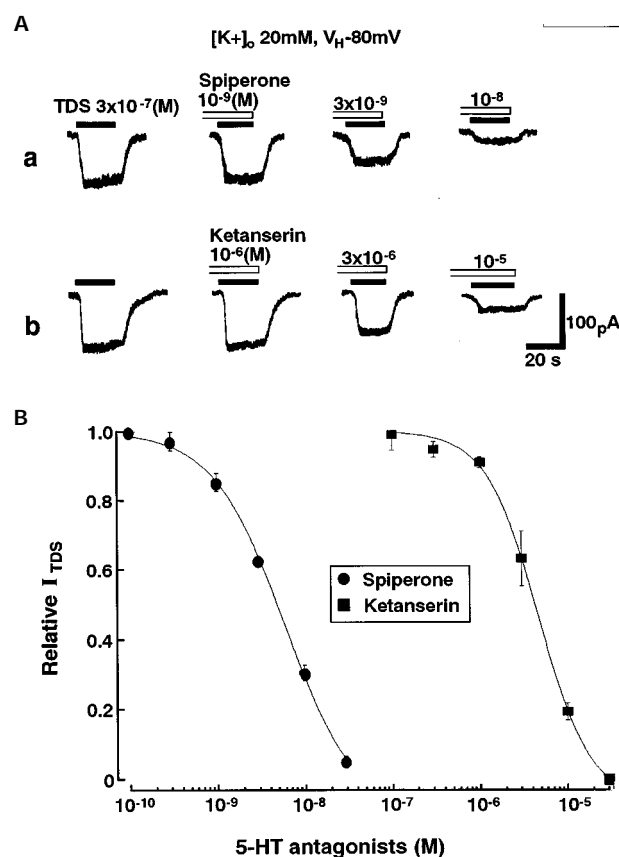 A
[K+]o 20mM, VH-80mV
Spiperone
TDS 3x10-7(M) 10-9(M) 3x10-9 10-8
a
Ketanserin
10-6(M) 3x10-6 10-5
b
100pA
20 s
B
1.0
0.8
0.6
0.4
0.2
0
Relative ITDS
Spiperone
Ketanserin
10-10 10-9 10-8 10-7 10-6 10-5
5-HT antagonists (M)